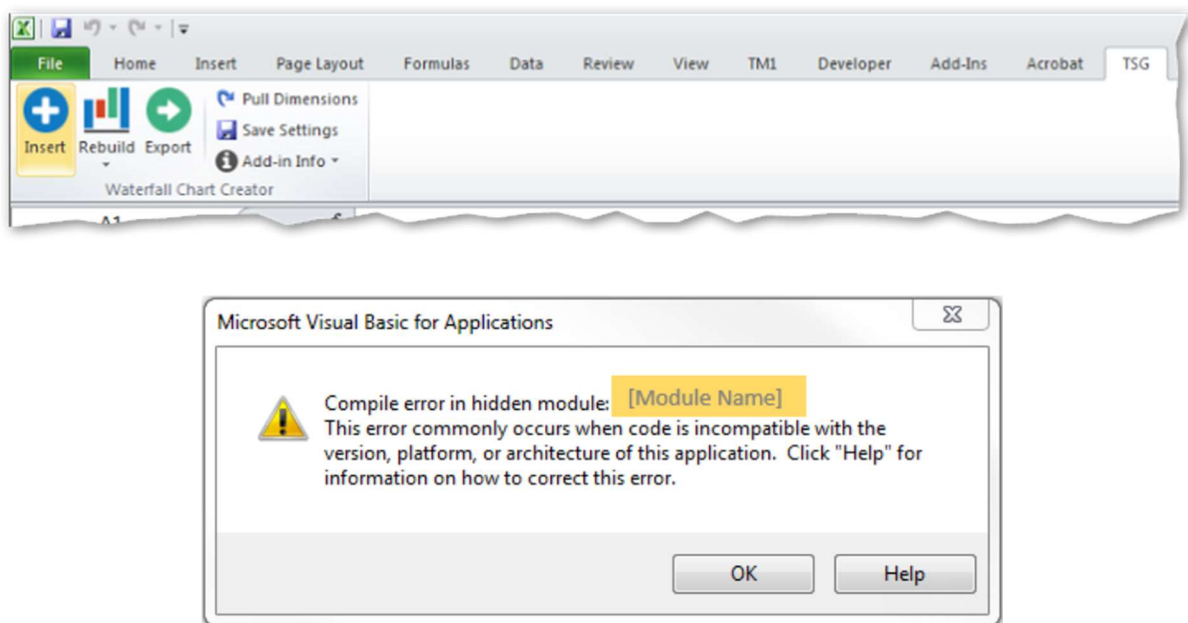 File Home Insert Page Layout Formulas Data Review View TM1 Developer Add-Ins Acrobat TSG
Insert Rebuild Export
Pull Dimensions
Save Settings
Add-in Info
Waterfall Chart Creator
A1
Microsoft Visual Basic for Applications
Compile error in hidden module: [Module Name]
This error commonly occurs when code is incompatible with the
version, platform, or architecture of this application. Click "Help" for
information on how to correct this error.
OK Help